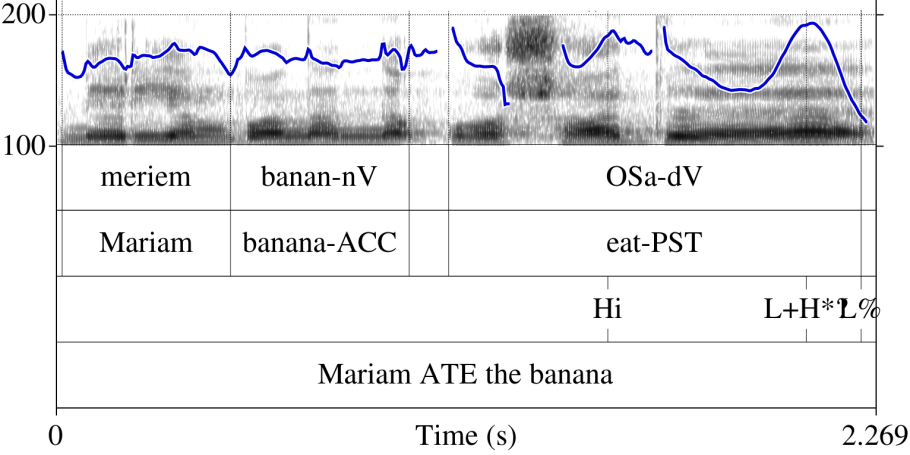 200
100
meriem banan-nV OSa-dV
Mariam banana-ACC eat-PST
Hi L+H*? L%
Mariam ATE the banana
0 Time (s) 2.269